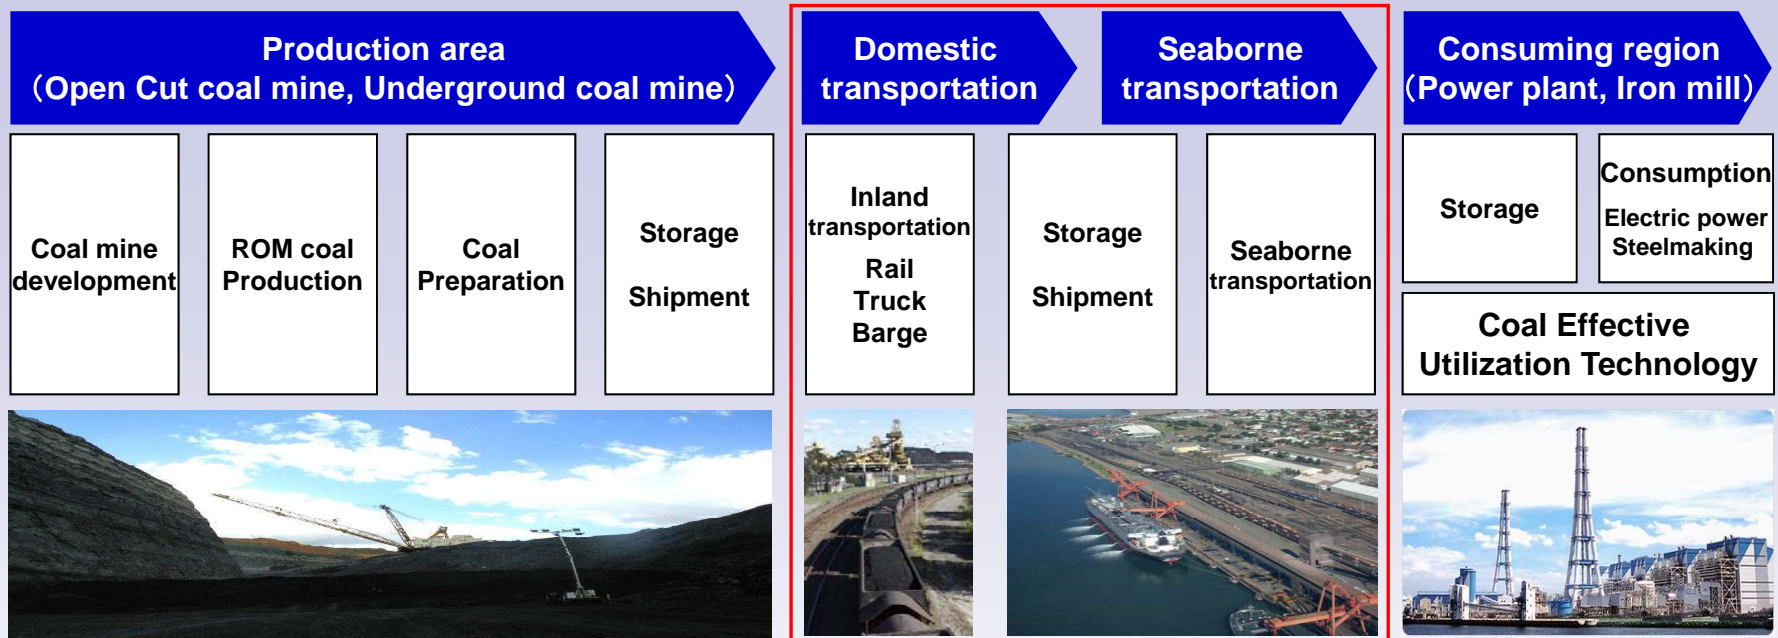 Production area
（Open Cut coal mine, Underground coal mine）
Domestic
transportation
Seaborne
transportation
Consuming region
（Power plant, Iron mill）
Coal mine
development
ROM coal
Production
Coal
Preparation
Storage
Shipment
Inland
transportation
Rail
Truck
Barge
Storage
Shipment
Seaborne
transportation
Storage
Consumption
Electric power
Steelmaking
Coal Effective
Utilization Technology